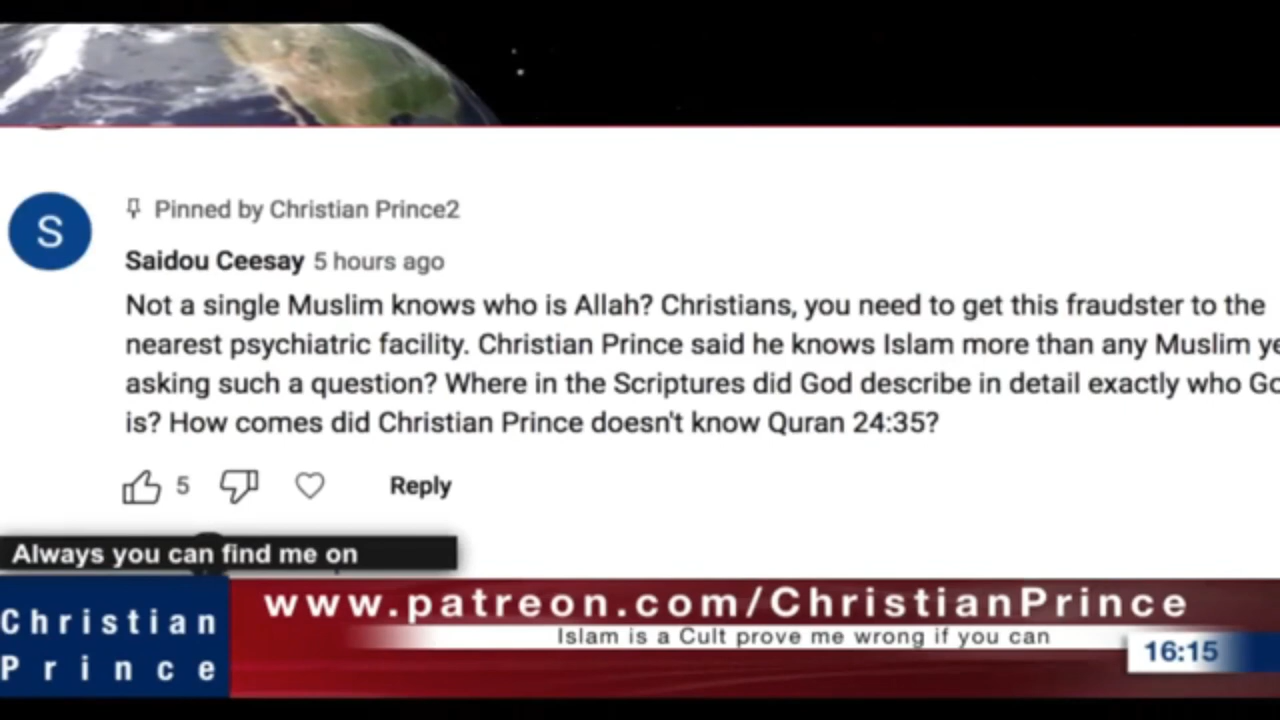 Pinned by Christian Prince2
S
Saidou Ceesay 5 hours ago
Not a single Muslim knows who is Allah? Christians, you need to get this fraudster to the
nearest psychiatric facility. Christian Prince said he knows Islam more than any Muslim ye
asking such a question? Where in the Scriptures did God describe in detail exactly who Go
is? How comes did Christian Prince doesn't know Quran 24:35?
5
Reply
Always you can find me on
www.patreon.com/ChristianPrince
Christian
Prince
Islam is a Cult prove me wrong if you can
16:15